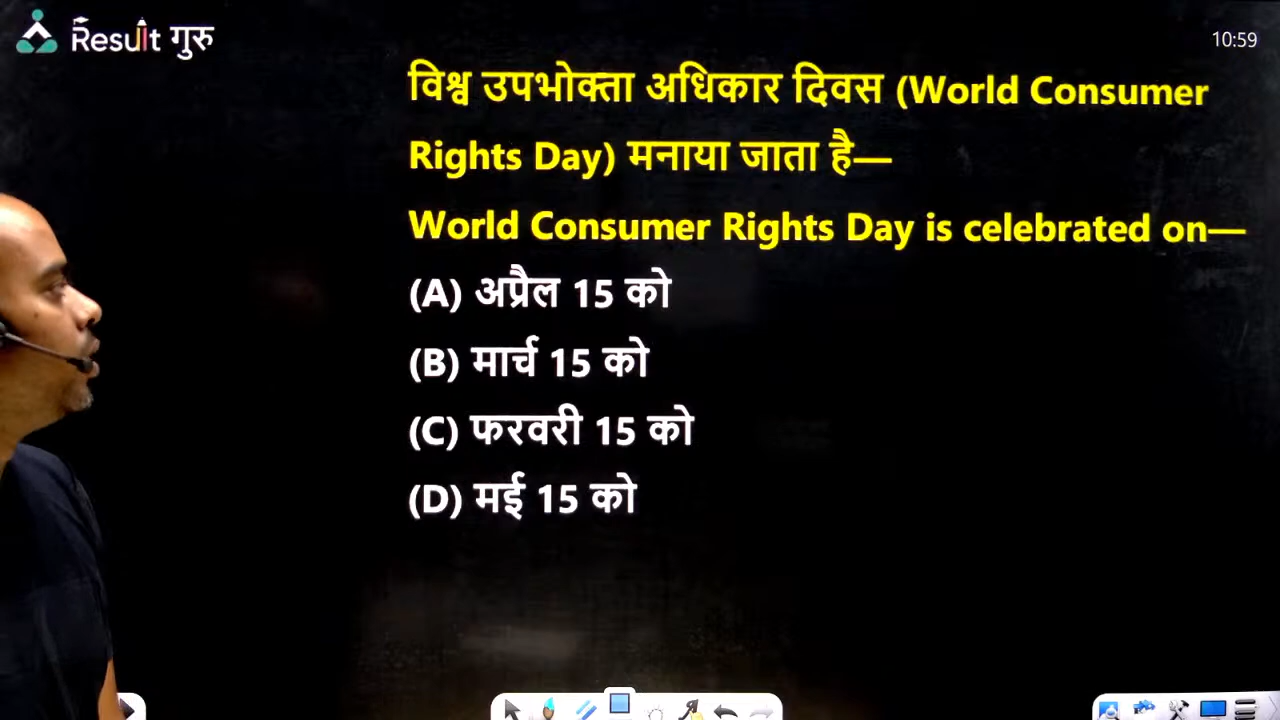 Result गुरु
10:59
विश्व उपभोक्ता अधिकार दिवस (World Consumer
Rights Day) मनाया जाता है—
World Consumer Rights Day is celebrated on—
(A) अप्रैल 15 को
(B) मार्च 15 को
(C) फरवरी 15 को
(D) मई 15 को